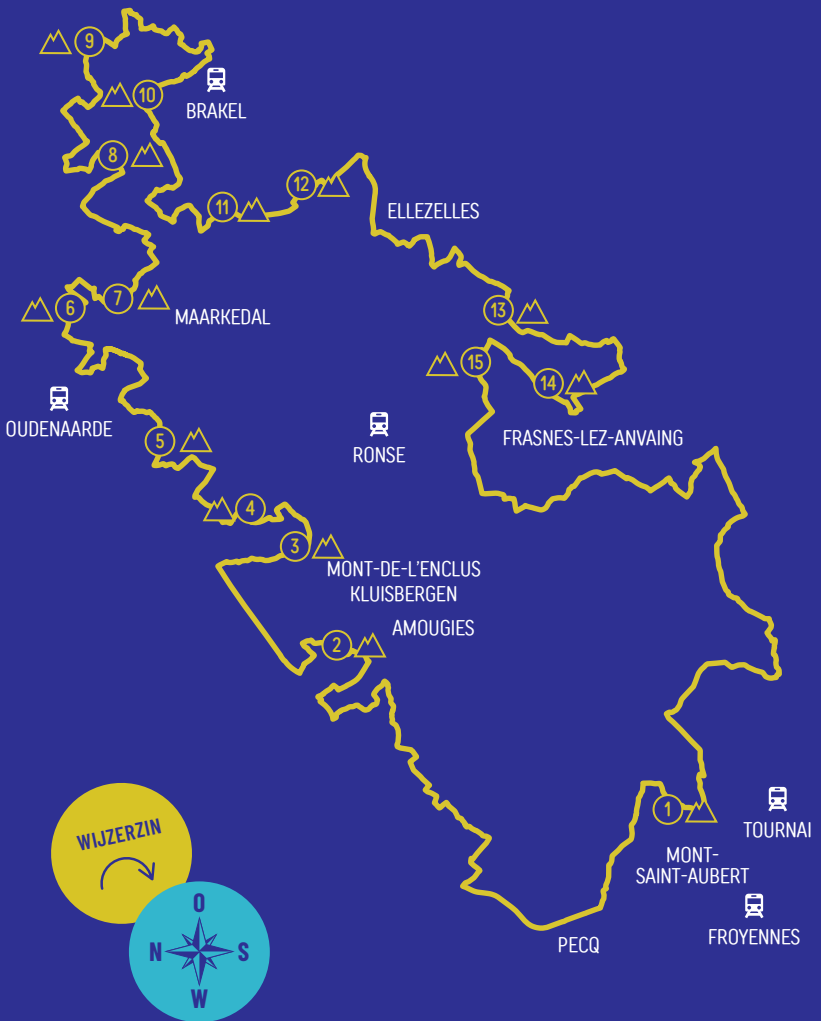 9
10
BRAKEL
8
12
11
ELLEZELLES
6
7
MAARKEDAL
13
15
14
OUDENAARDE
5
RONSE
FRASNES-LEZ-ANVAING
4
3
MONT-DE-L'ENCLUS
KLUISBERGEN
2
AMOUGIES
1
TOURNAI
MONT-
SAINT-AUBERT
FROYENNES
PECQ
WIJZERZIN
O
N
S
W